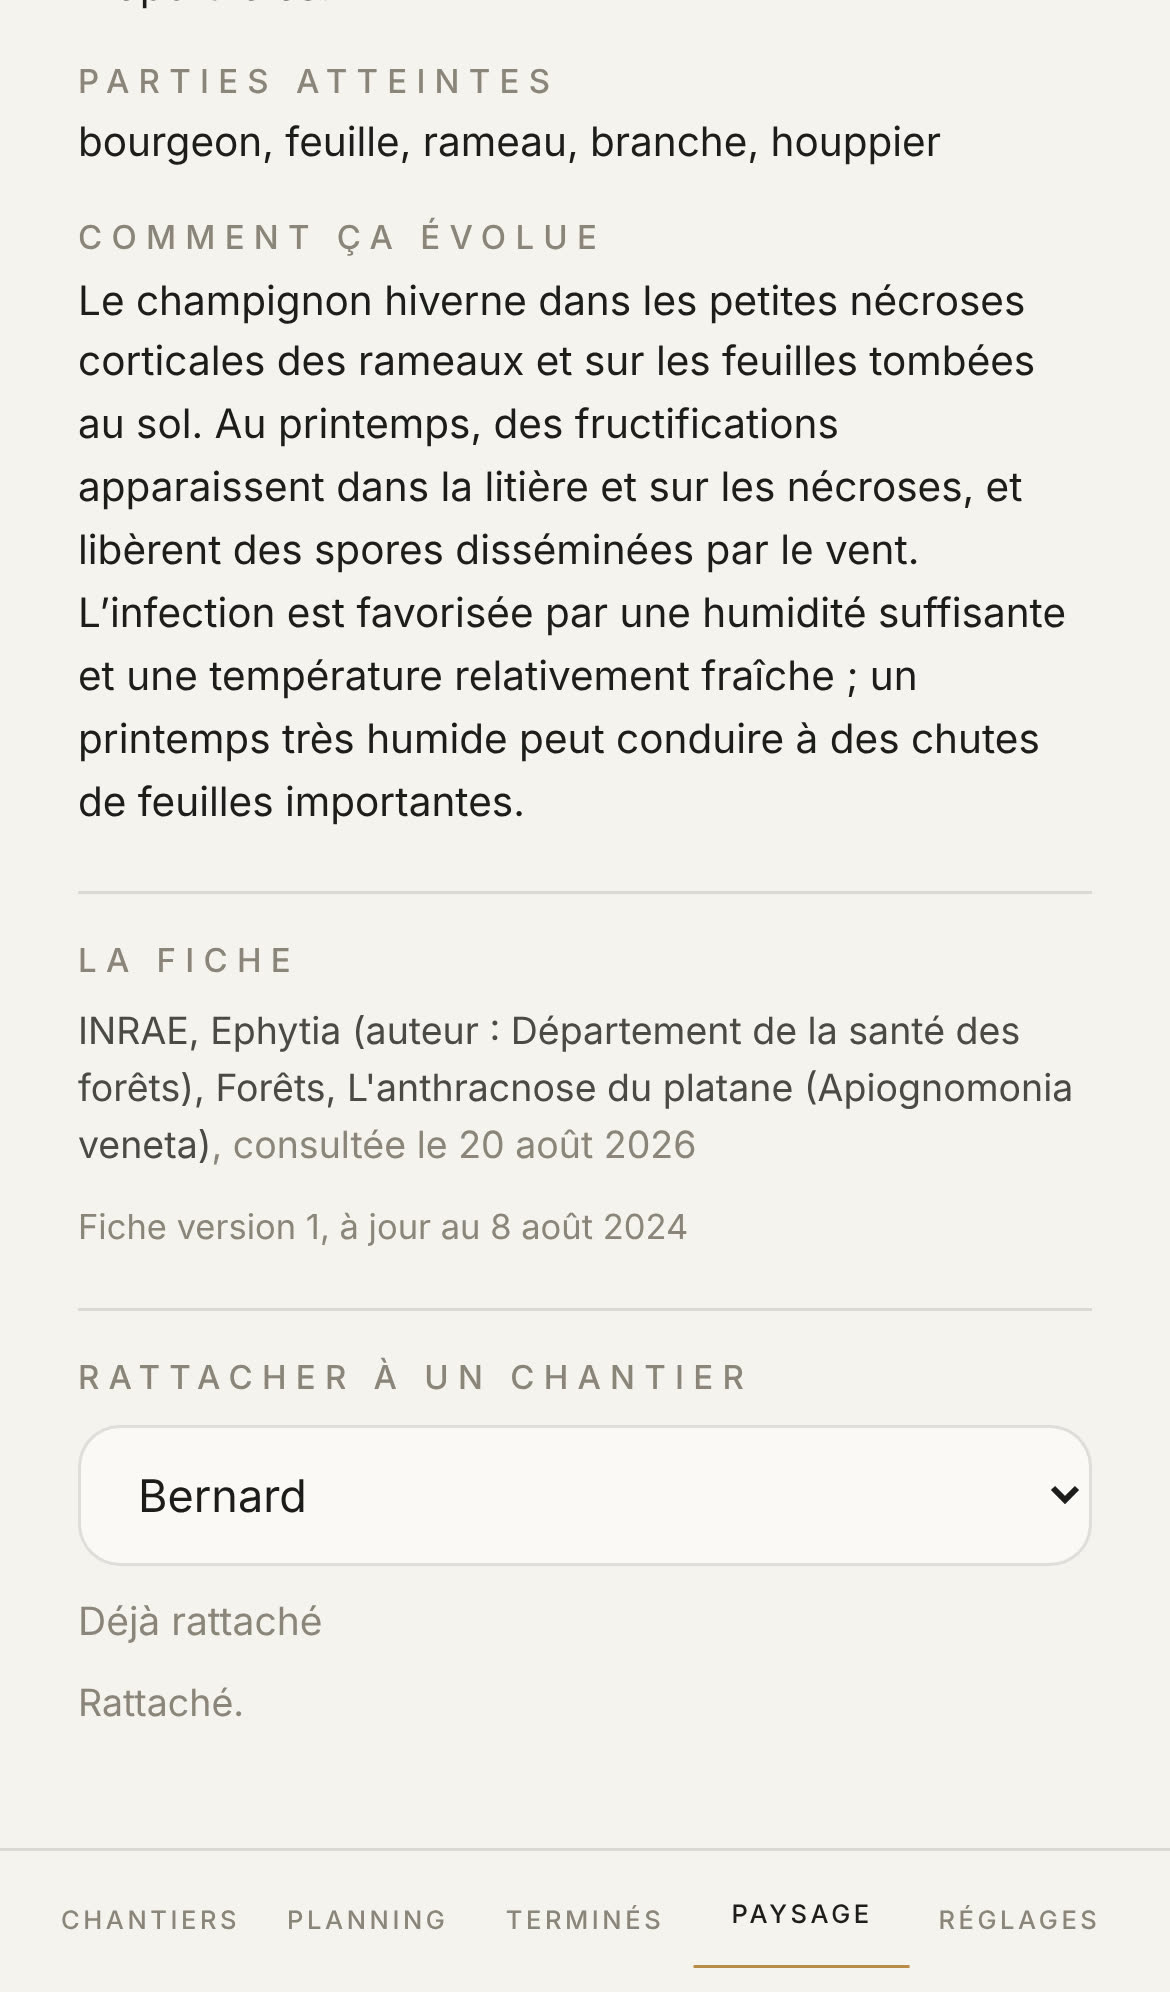 PARTIES ATTEINTES
bourgeon, feuille, rameau, branche, houppier
COMMENT ÇA ÉVOLUE
Le champignon hiverne dans les petites nécroses
corticales des rameaux et sur les feuilles tombées
au sol. Au printemps, des fructifications
apparaissent dans la litière et sur les nécroses, et
libèrent des spores disséminées par le vent.
L’infection est favorisée par une humidité suffisante
et une température relativement fraîche ; un
printemps très humide peut conduire à des chutes
de feuilles importantes.
LA FICHE
INRAE, Ephytia (auteur : Département de la santé des
forêts), Forêts, L'anthracnose du platane (Apiognomonia
veneta), consultée le 20 août 2026
Fiche version 1, à jour au 8 août 2024
RATTACHER À UN CHANTIER
Bernard
Déjà rattaché
Rattaché.
CHANTIERS PLANNING TERMINÉS PAYSAGE RÉGLAGES